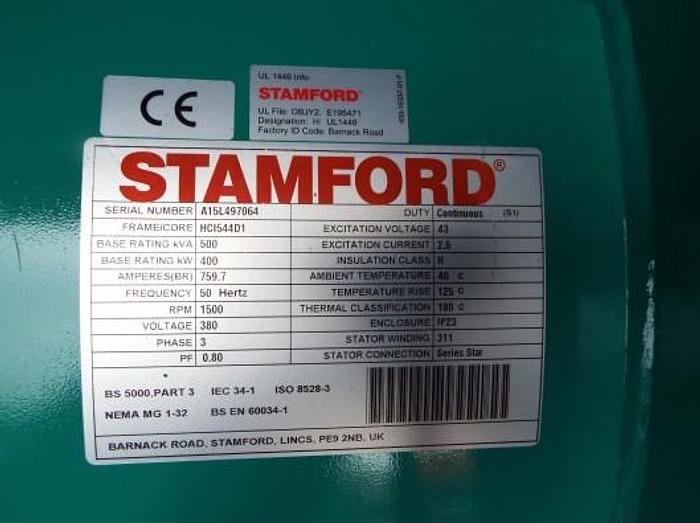 CE
UL 1446 Info:
STAMFORD®
UL File: OBJY2, E195471
Designation: H: UL1446
Factory ID Code: Barnack Road
STAMFORD®
SERIAL NUMBER A15L497064 DUTY Continuous (S1)
FRAME/CORE HCI544D1 EXCITATION VOLTAGE 43
BASE RATING kVA 500 EXCITATION CURRENT 2.5
BASE RATING kW 400 INSULATION CLASS H
AMPERES(BR) 759.7 AMBIENT TEMPERATURE 40 C
FREQUENCY 50 Hertz TEMPERATURE RISE 125 C
RPM 1500 THERMAL CLASSIFICATION 180 C
VOLTAGE 380 ENCLOSURE IP23
PHASE 3 STATOR WINDING 311
PF 0.80 STATOR CONNECTION Series Star
BS 5000,PART 3 IEC 34-1 ISO 8528-3
NEMA MG 1-32 BS EN 60034-1
BARNACK ROAD, STAMFORD, LINCS, PE9 2NB, UK